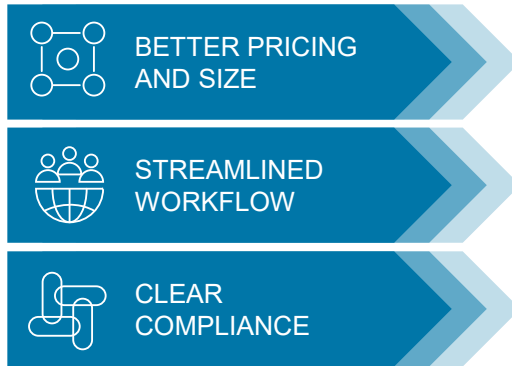 BETTER PRICING
AND SIZE
STREAMLINED
WORKFLOW
CLEAR
COMPLIANCE